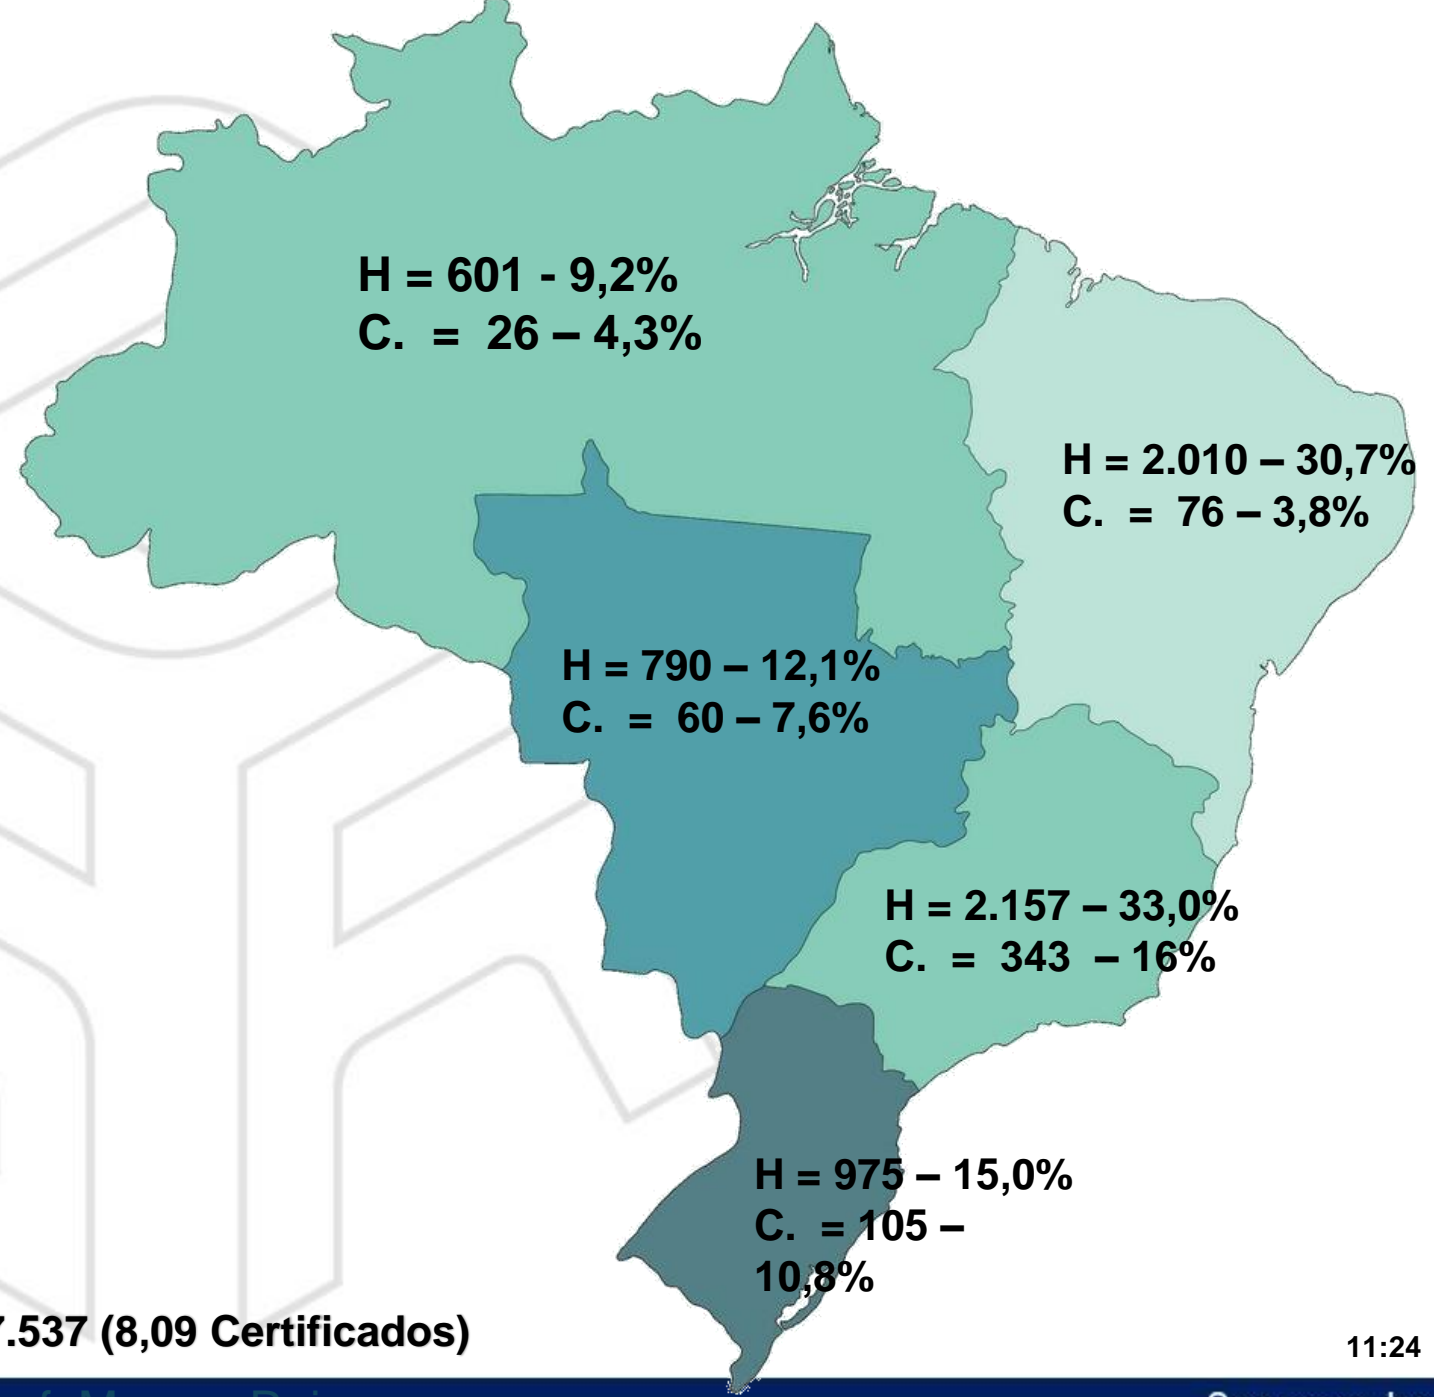 H = 601 - 9,2%
C. = 26 – 4,3%
H = 2.010 – 30,7%
C. = 76 – 3,8%
H = 790 – 12,1%
C. = 60 – 7,6%
H = 2.157 – 33,0%
C. = 343 – 16%
H = 975 – 15,0%
C. = 105 –
10,8%
7.537 (8,09 Certificados)
11:24